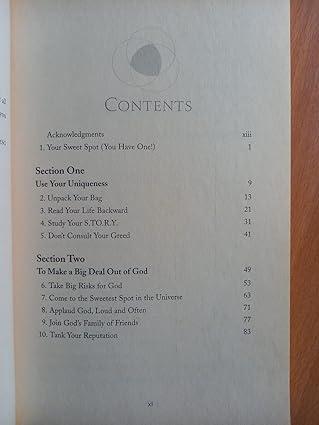 CONTENTS
Acknowledgments xiii
1. Your Sweet Spot (You Have One!) 1
Section One
Use Your Uniqueness 9
2. Unpack Your Bag 13
3. Read Your Life Backward 21
4. Study Your S.T.O.R.Y. 31
5. Don't Consult Your Greed 41
Section Two
To Make a Big Deal Out of God 49
6. Take Big Risks for God 53
7. Come to the Sweetest Spot in the Universe 63
8. Applaud God, Loud and Often 71
9. Join God's Family of Friends 77
10. Tank Your Reputation 83
xi